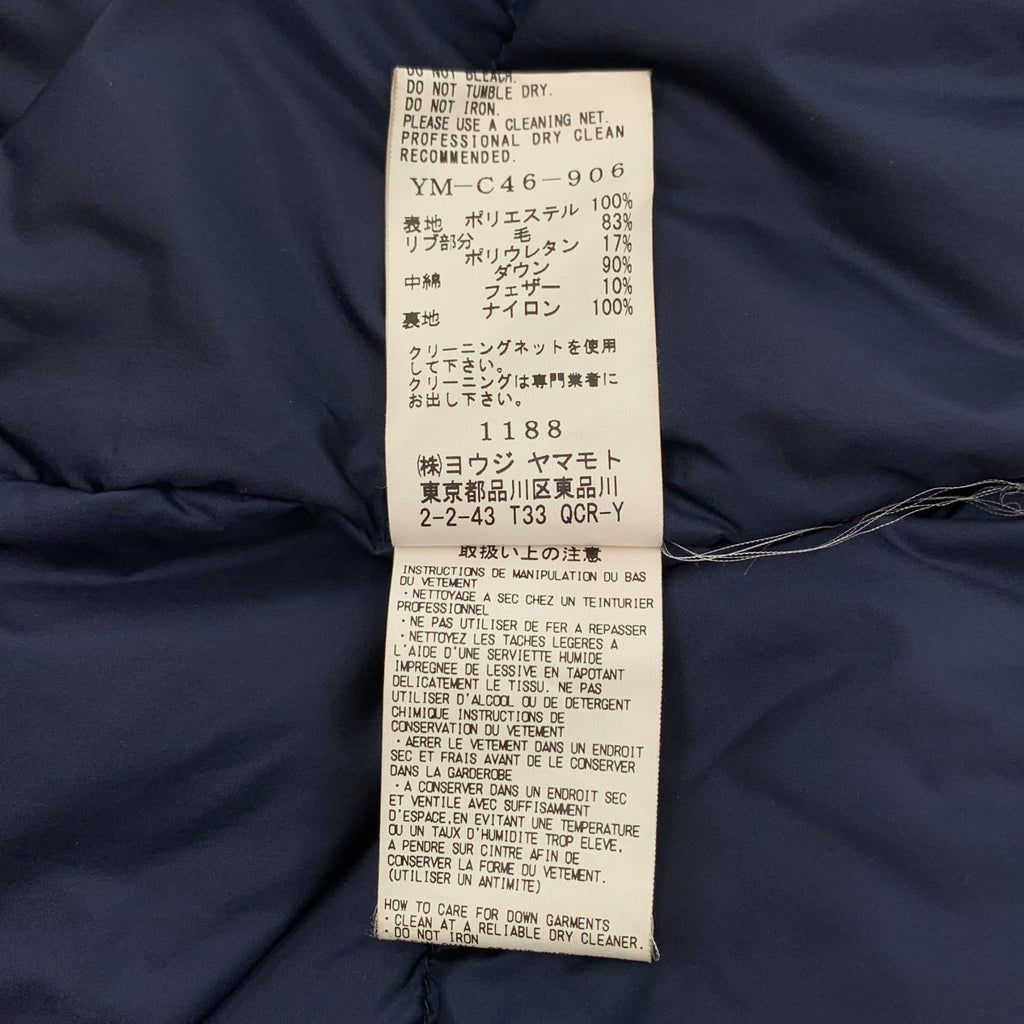 DO NOT BLEACH.
DO NOT TUMBLE DRY.
DO NOT IRON.
PLEASE USE A CLEANING NET.
PROFESSIONAL DRY CLEAN
RECOMMENDED.
YM-C46-906
表地 ポリエステル 100%
リブ部分 毛 83%
ポリウレタン 17%
中綿 ダウン 90%
フェザー 10%
裏地 ナイロン 100%
クリーニングネットを使用
して下さい。
クリーニングは専門業者に
お出し下さい。
1188
㈱ヨウジ ヤマモト
東京都品川区東品川
2-2-43 T33 QCR-Y
取扱い上の注意
INSTRUCTIONS DE MANIPULATION DU BAS
DU VETEMENT
・NETTOYAGE A SEC CHEZ UN TEINTURIER
PROFESSIONNEL
・NE PAS UTILISER DE FER A REPASSER
・NETTOYEZ LES TACHES LEGERES A
L'AIDE D'UNE SERVIETTE HUMIDE
IMPREGNEE DE LESSIVE EN TAPOTANT
DELICATEMENT LE TISSU. NE PAS
UTILISER D'ALCOOL OU DE DETERGENT
CHIMIQUE INSTRUCTIONS DE
CONSERVATION DU VETEMENT
・AERER LE VETEMENT DANS UN ENDROIT
SEC ET FRAIS AVANT DE LE CONSERVER
DANS LA GARDEROBE
・A CONSERVER DANS UN ENDROIT SEC
ET VENTILE AVEC SUFFISAMMENT
D'ESPACE,EN EVITANT UNE TEMPERATURE
OU UN TAUX D'HUMIDITE TROP ELEVE,
A PENDRE SUR CINTRE AFIN DE
CONSERVER LA FORME DU VETEMENT.
(UTILISER UN ANTIMITE)
HOW TO CARE FOR DOWN GARMENTS
・CLEAN AT A RELIABLE DRY CLEANER.
・DO NOT IRON